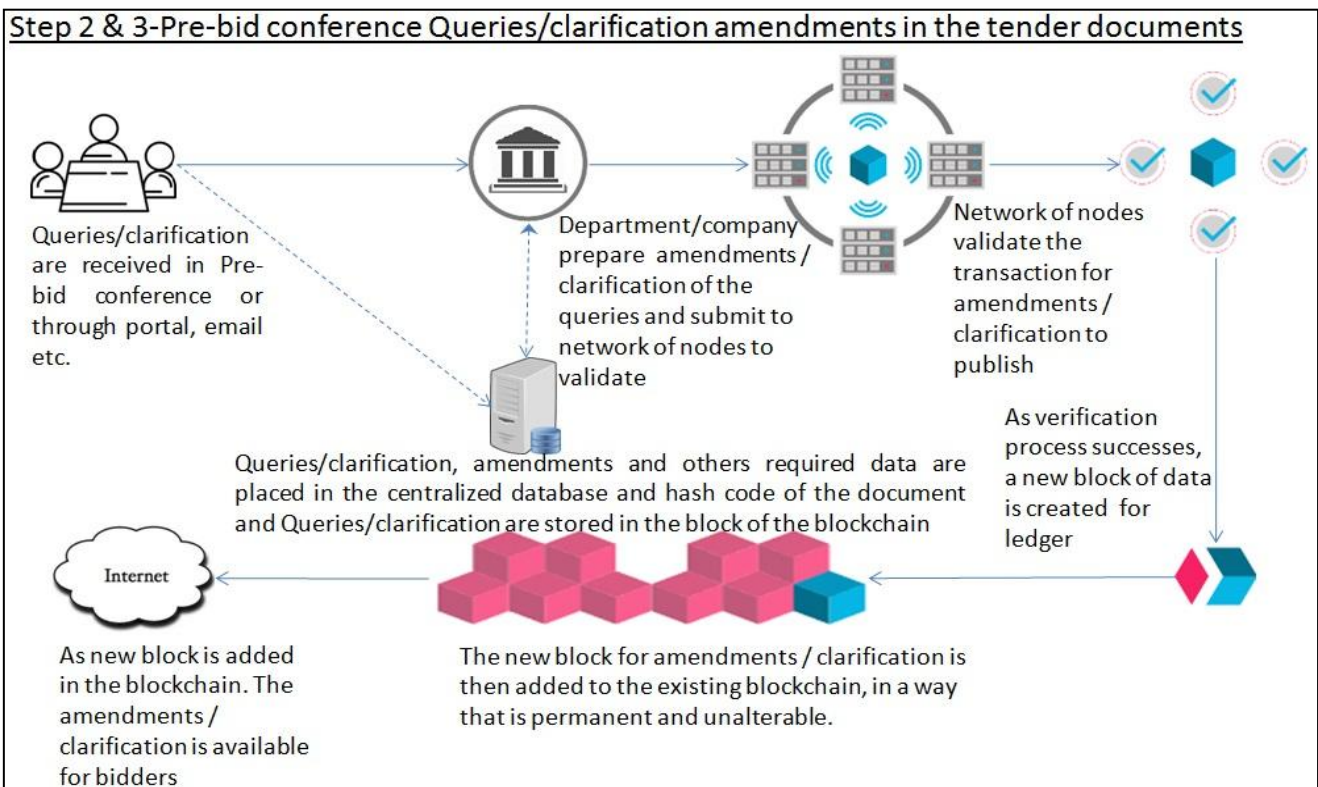 Step 2 & 3-Pre-bid conference Queries/clarification amendments in the tender documents
Queries/clarification
are received in Pre-
bid conference or
through portal, email
etc.
Department/company
prepare amendments /
clarification of the
queries and submit to
network of nodes to
validate
Network of nodes
validate the
transaction for
amendments /
clarification to
publish
As verification
process successes,
a new block of data
is created for
ledger
Queries/clarification, amendments and others required data are
placed in the centralized database and hash code of the document
and Queries/clarification are stored in the block of the blockchain
Internet
As new block is added
in the blockchain. The
amendments /
clarification is available
for bidders
The new block for amendments / clarification is
then added to the existing blockchain, in a way
that is permanent and unalterable.